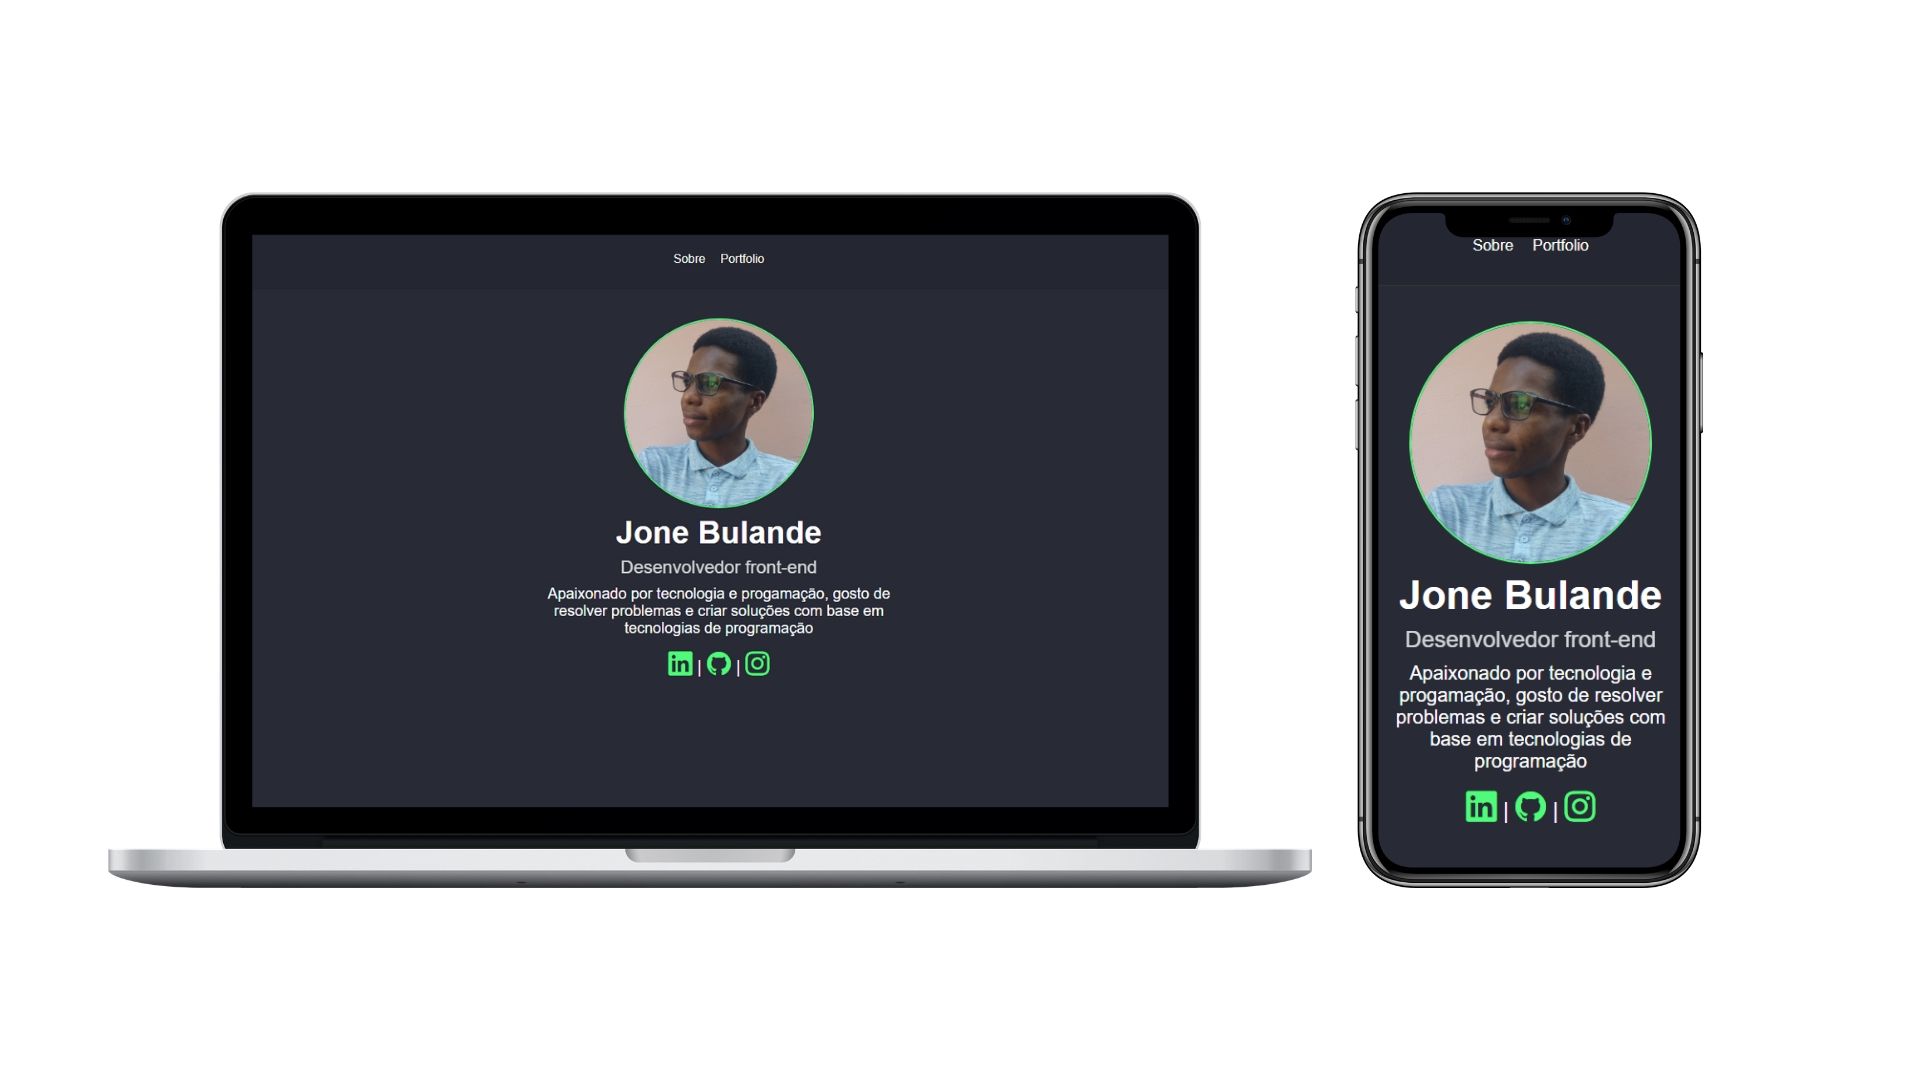 Sobre Portfolio
Jone Bulande
Desenvolvedor front-end
Apaixonado por tecnologia e progamação, gosto de
resolver problemas e criar soluções com base em
tecnologias de programação
in | |
Sobre Portfolio
Jone Bulande
Desenvolvedor front-end
Apaixonado por tecnologia e
progamação, gosto de resolver
problemas e criar soluções com
base em tecnologias de
programação
in | |